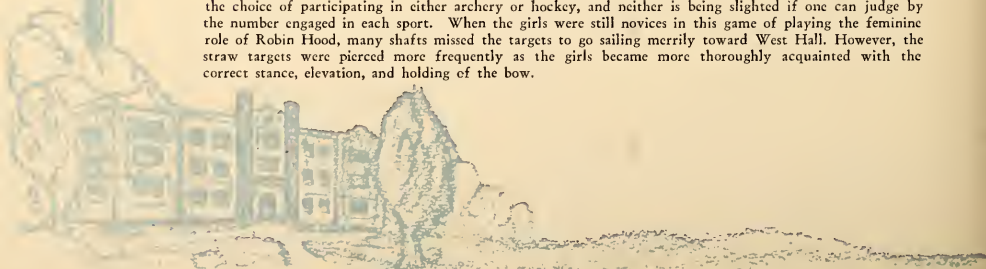 the choice of participating in either archery or hockey, and neither is being slighted if one can judge by
the number engaged in each sport. When the girls were still novices in this game of playing the feminine
role of Robin Hood, many shafts missed the targets to go sailing merrily toward West Hall. However, the
straw targets were pierced more frequently as the girls became more thoroughly acquainted with the
correct stance, elevation, and holding of the bow.